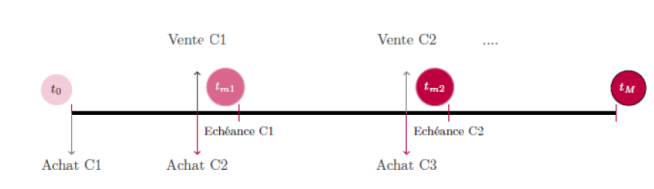 Vente C1 Vente C2 ....
t0 tm1 tm2 tM
Echéance C1 Echéance C2
Achat C1 Achat C2 Achat C3